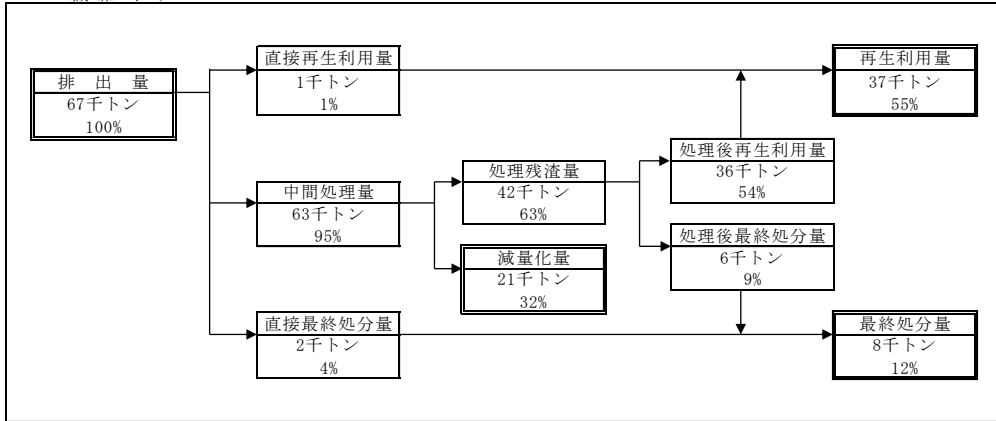 排 出 量
67千トン
100%
直接再生利用量
1千トン
1%
再生利用量
37千トン
55%
中間処理量
63千トン
95%
処理残渣量
42千トン
63%
処理後再生利用量
36千トン
54%
減量化量
21千トン
32%
処理後最終処分量
6千トン
9%
直接最終処分量
2千トン
4%
最終処分量
8千トン
12%